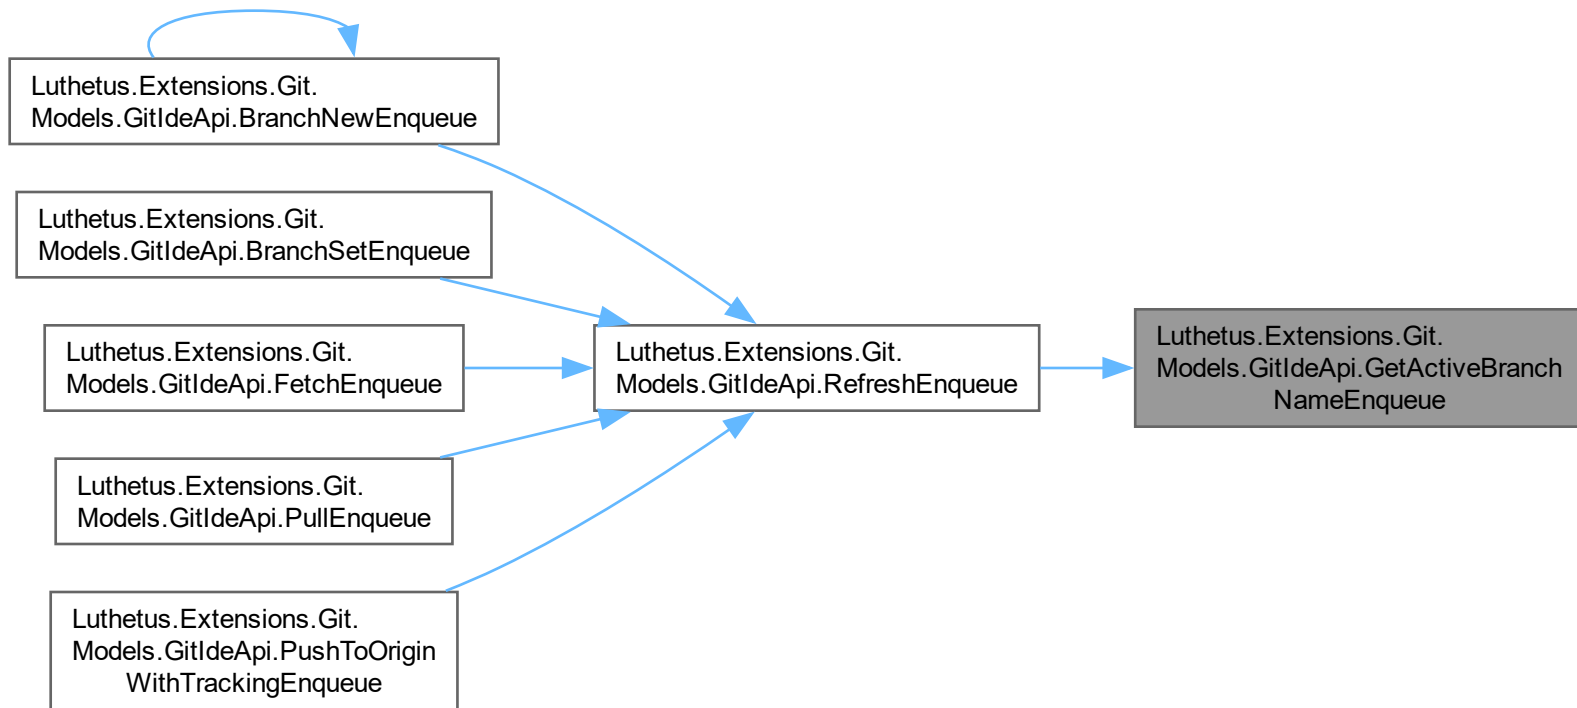 Luthetus.Extensions.Git.
Models.GitIdeApi.BranchNewEnqueue
Luthetus.Extensions.Git.
Models.GitIdeApi.BranchSetEnqueue
Luthetus.Extensions.Git.
Models.GitIdeApi.FetchEnqueue
Luthetus.Extensions.Git.
Models.GitIdeApi.PullEnqueue
Luthetus.Extensions.Git.
Models.GitIdeApi.PushToOrigin
WithTrackingEnqueue
Luthetus.Extensions.Git.
Models.GitIdeApi.RefreshEnqueue
Luthetus.Extensions.Git.
Models.GitIdeApi.GetActiveBranch
NameEnqueue